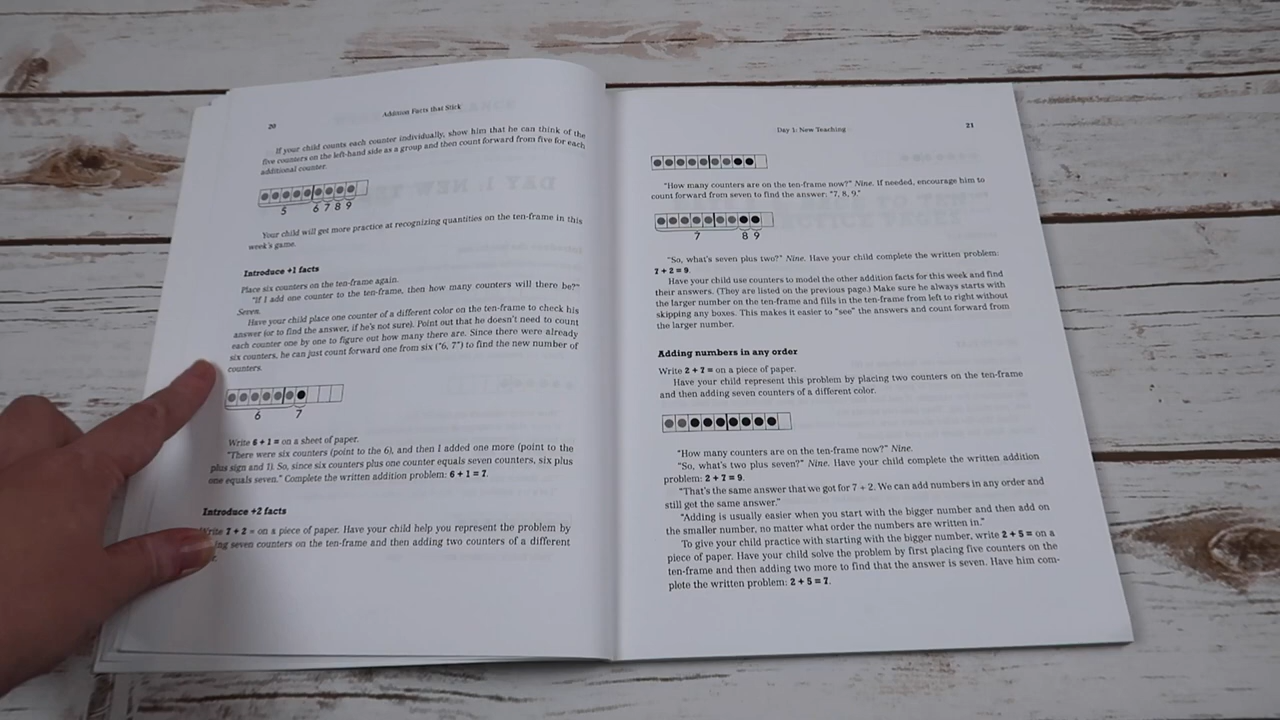 20
Addition Facts that Stick
If your child counts each counter individually, show him that he can think of the
five counters on the left-hand side as a group and then count forward from five for each
additional counter.
5 6 7 8 9
Your child will get more practice at recognizing quantities on the ten-frame in this
week's game.
Introduce +1 facts
Place six counters on the ten-frame again.
"If I add one counter to the ten-frame, then how many counters will there be?"
Seven.
Have your child place one counter of a different color on the ten-frame to check his
answer (or to find the answer, if he's not sure). Point out that he doesn't need to count
each counter one by one to figure out how many there are. Since there were already
six counters, he can just count forward one from six ("6, 7") to find the new number of
counters.
6 7
Write 6 + 1 = on a sheet of paper.
"There were six counters (point to the 6), and then I added one more (point to the
plus sign and 1). So, since six counters plus one counter equals seven counters, six plus
one equals seven." Complete the written addition problem: 6 + 1 = 7.
Introduce +2 facts
Write 7 + 2 = on a piece of paper. Have your child help you represent the problem by
seven counters on the ten-frame and then adding two counters of a different
Day 1: New Teaching
21
"How many counters are on the ten-frame now?" Nine. If needed, encourage him to
count forward from seven to find the answer: "7, 8, 9."
7 8 9
"So, what's seven plus two?" Nine. Have your child complete the written problem:
7 + 2 = 9.
Have your child use counters to model the other addition facts for this week and find
their answers. (They are listed on the previous page.) Make sure he always starts with
the larger number on the ten-frame and fills in the ten-frame from left to right without
skipping any boxes. This makes it easier to "see" the answers and count forward from
the larger number.
Adding numbers in any order
Write 2 + 7 = on a piece of paper.
Have your child represent this problem by placing two counters on the ten-frame
and then adding seven counters of a different color.
"How many counters are on the ten-frame now?" Nine.
"So, what's two plus seven?" Nine. Have your child complete the written addition
problem: 2 + 7 = 9.
"That's the same answer that we got for 7 + 2. We can add numbers in any order and
still get the same answer."
"Adding is usually easier when you start with the bigger number and then add on
the smaller number, no matter what order the numbers are written in."
To give your child practice with starting with the bigger number, write 2 + 5 = on a
piece of paper. Have your child solve the problem by first placing five counters on the
ten-frame and then adding two more to find that the answer is seven. Have him com-
plete the written problem: 2 + 5 = 7.